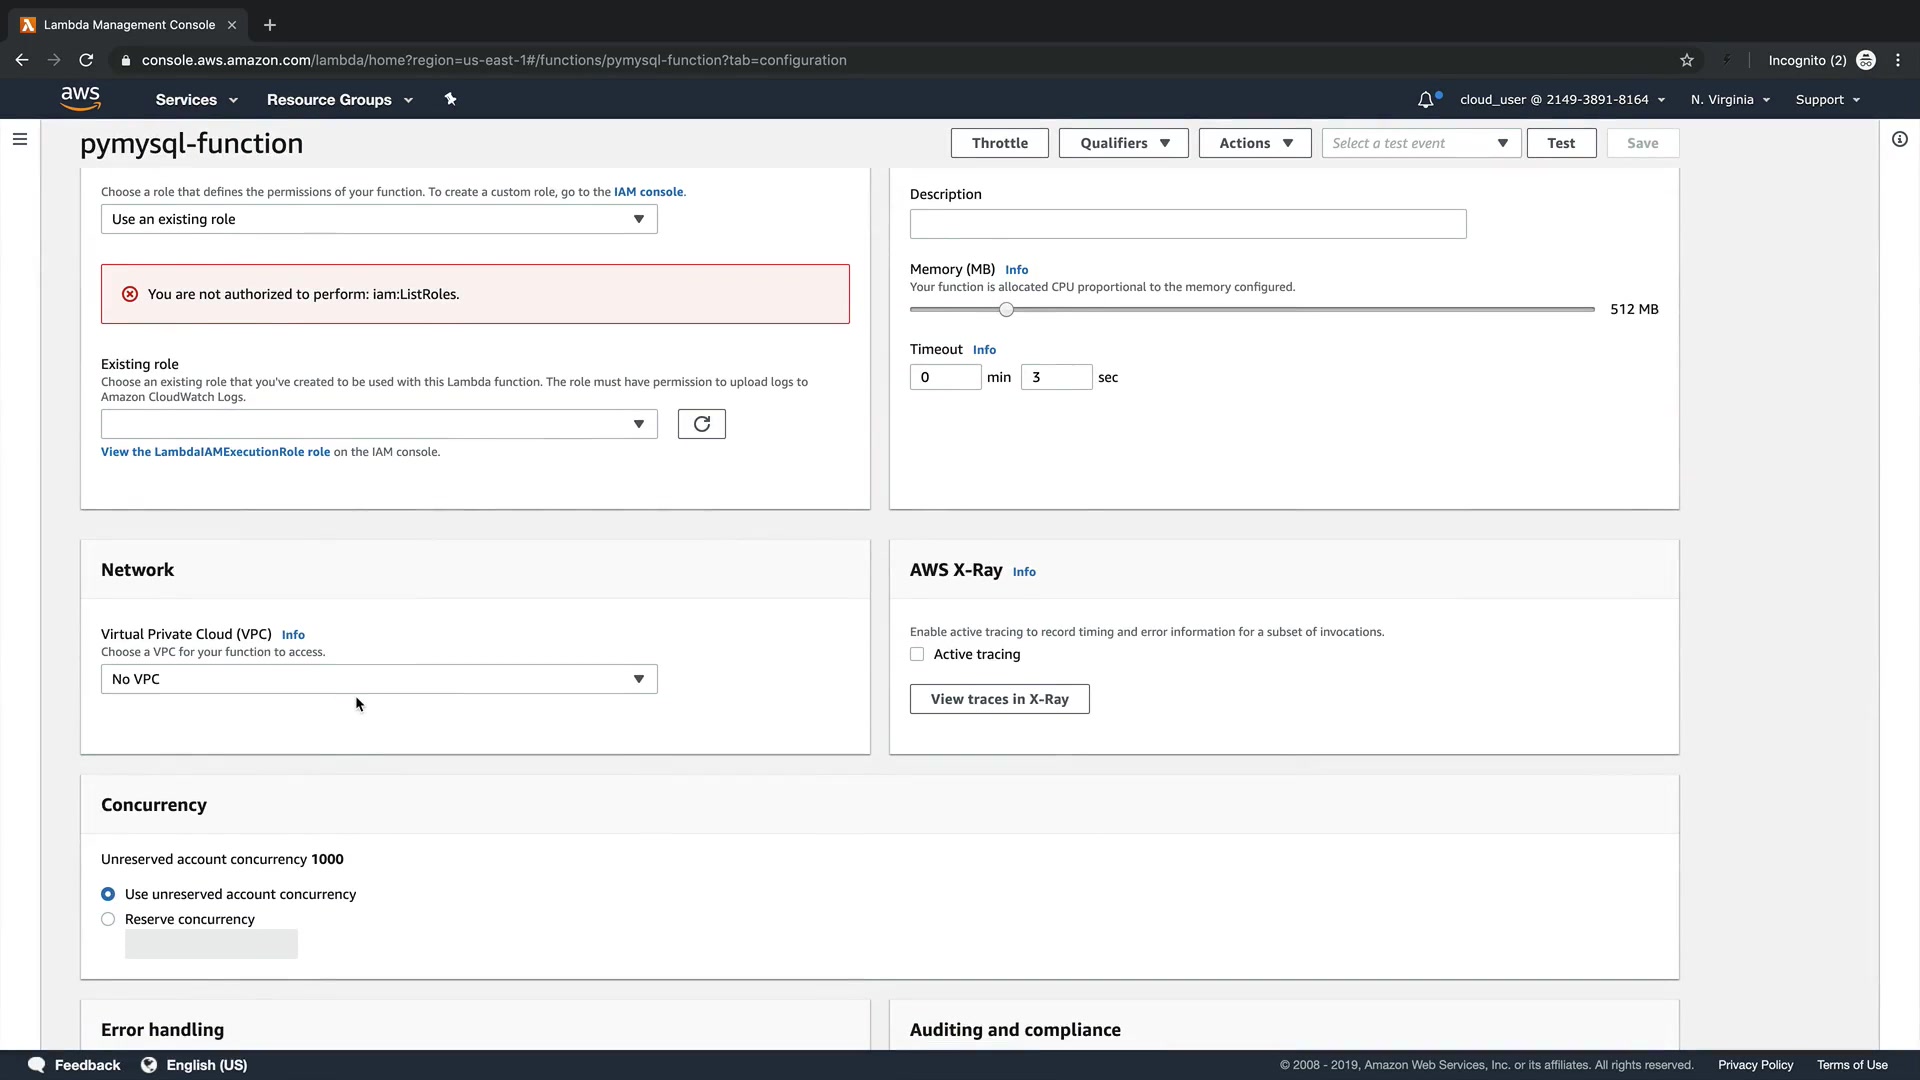 Lambda Management Console
console.aws.amazon.com/lambda/home?region=us-east-1#/functions/pymysql-function?tab=configuration
Incognito (2)
aws
Services
Resource Groups
cloud_user @ 2149-3891-8164
N. Virginia
Support
pymysql-function
Throttle
Qualifiers
Actions
Select a test event
Test
Save
Choose a role that defines the permissions of your function. To create a custom role, go to the IAM console.
Use an existing role
You are not authorized to perform: iam:ListRoles.
Existing role
Choose an existing role that you've created to be used with this Lambda function. The role must have permission to upload logs to
Amazon CloudWatch Logs.
View the LambdaIAMExecutionRole role on the IAM console.
Description
Memory (MB) Info
Your function is allocated CPU proportional to the memory configured.
512 MB
Timeout Info
0 min 3 sec
Network
Virtual Private Cloud (VPC) Info
Choose a VPC for your function to access.
No VPC
AWS X-Ray Info
Enable active tracing to record timing and error information for a subset of invocations.
Active tracing
View traces in X-Ray
Concurrency
Unreserved account concurrency 1000
Use unreserved account concurrency
Reserve concurrency
Error handling
Auditing and compliance
Feedback
English (US)
© 2008 - 2019, Amazon Web Services, Inc. or its affiliates. All rights reserved.
Privacy Policy
Terms of Use